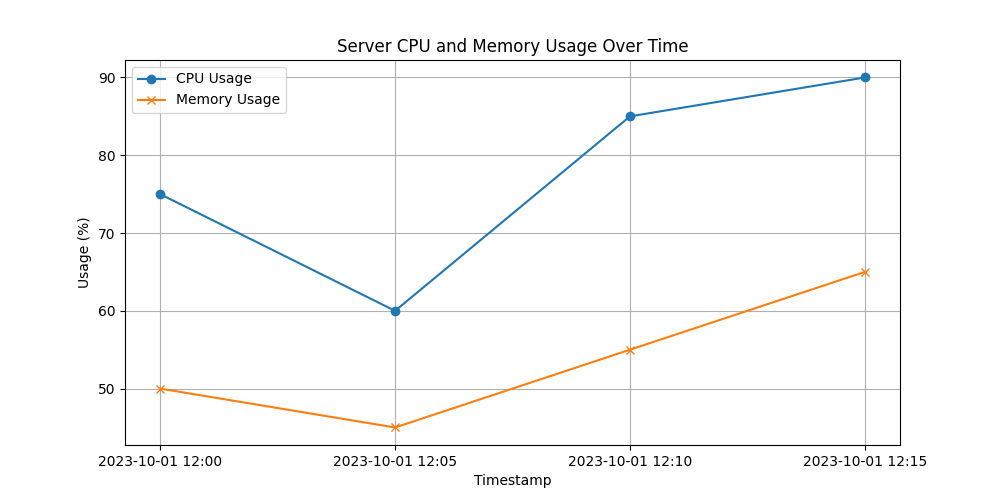 Server CPU and Memory Usage Over Time
CPU Usage
Memory Usage
Usage (%)
90
80
70
60
50
2023-10-01 12:00
2023-10-01 12:05
2023-10-01 12:10
2023-10-01 12:15
Timestamp